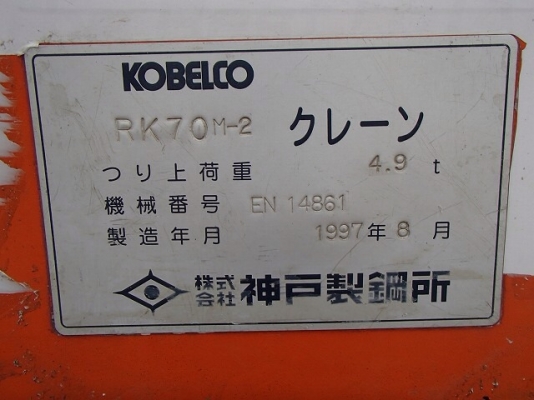 KOBELCO
RK70M-2 クレーン
つり上荷重 4.9 t
機械番号 EN 14861
製造年月 1997年 8 月
株式会社 神戸製鋼所